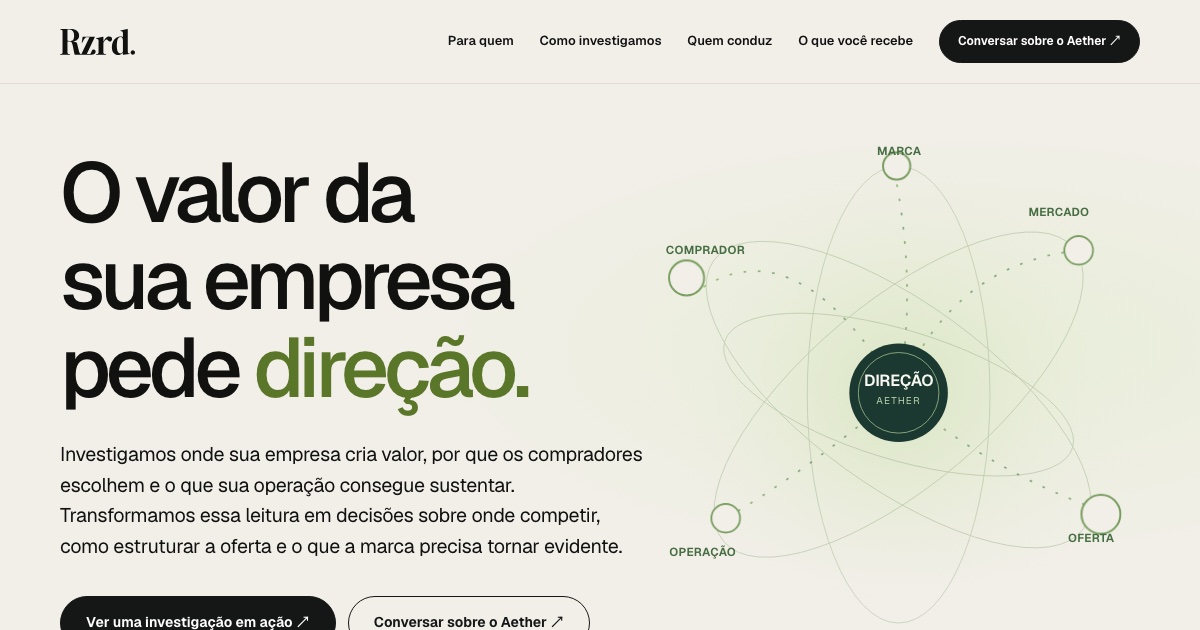 Rzrd.
Para quem
Como investigamos
Quem conduz
O que você recebe
Conversar sobre o Aether ↗
O valor da
sua empresa
pede direção.
Investigamos onde sua empresa cria valor, por que os compradores
escolhem e o que sua operação consegue sustentar.
Transformamos essa leitura em decisões sobre onde competir,
como estruturar a oferta e o que a marca precisa tornar evidente.
Ver uma investigação em ação ↗
Conversar sobre o Aether ↗
MARCA
MERCADO
COMPRADOR
DIREÇÃO
AETHER
OPERAÇÃO
OFERTA